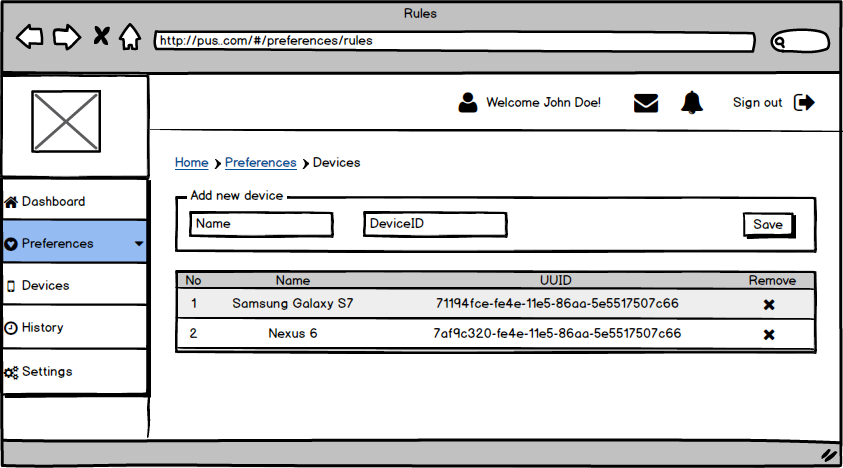 Rules
http://pus..com/#/preferences/rules
Welcome John Doe! Sign out
Home Preferences Devices
Dashboard
Preferences
Devices
History
Settings
Add new device
Name DeviceID Save
No Name UUID Remove
1 Samsung Galaxy S7 71194fce-fe4e-11e5-86aa-5e5517507c66
2 Nexus 6 7af9c320-fe4e-11e5-86aa-5e5517507c66